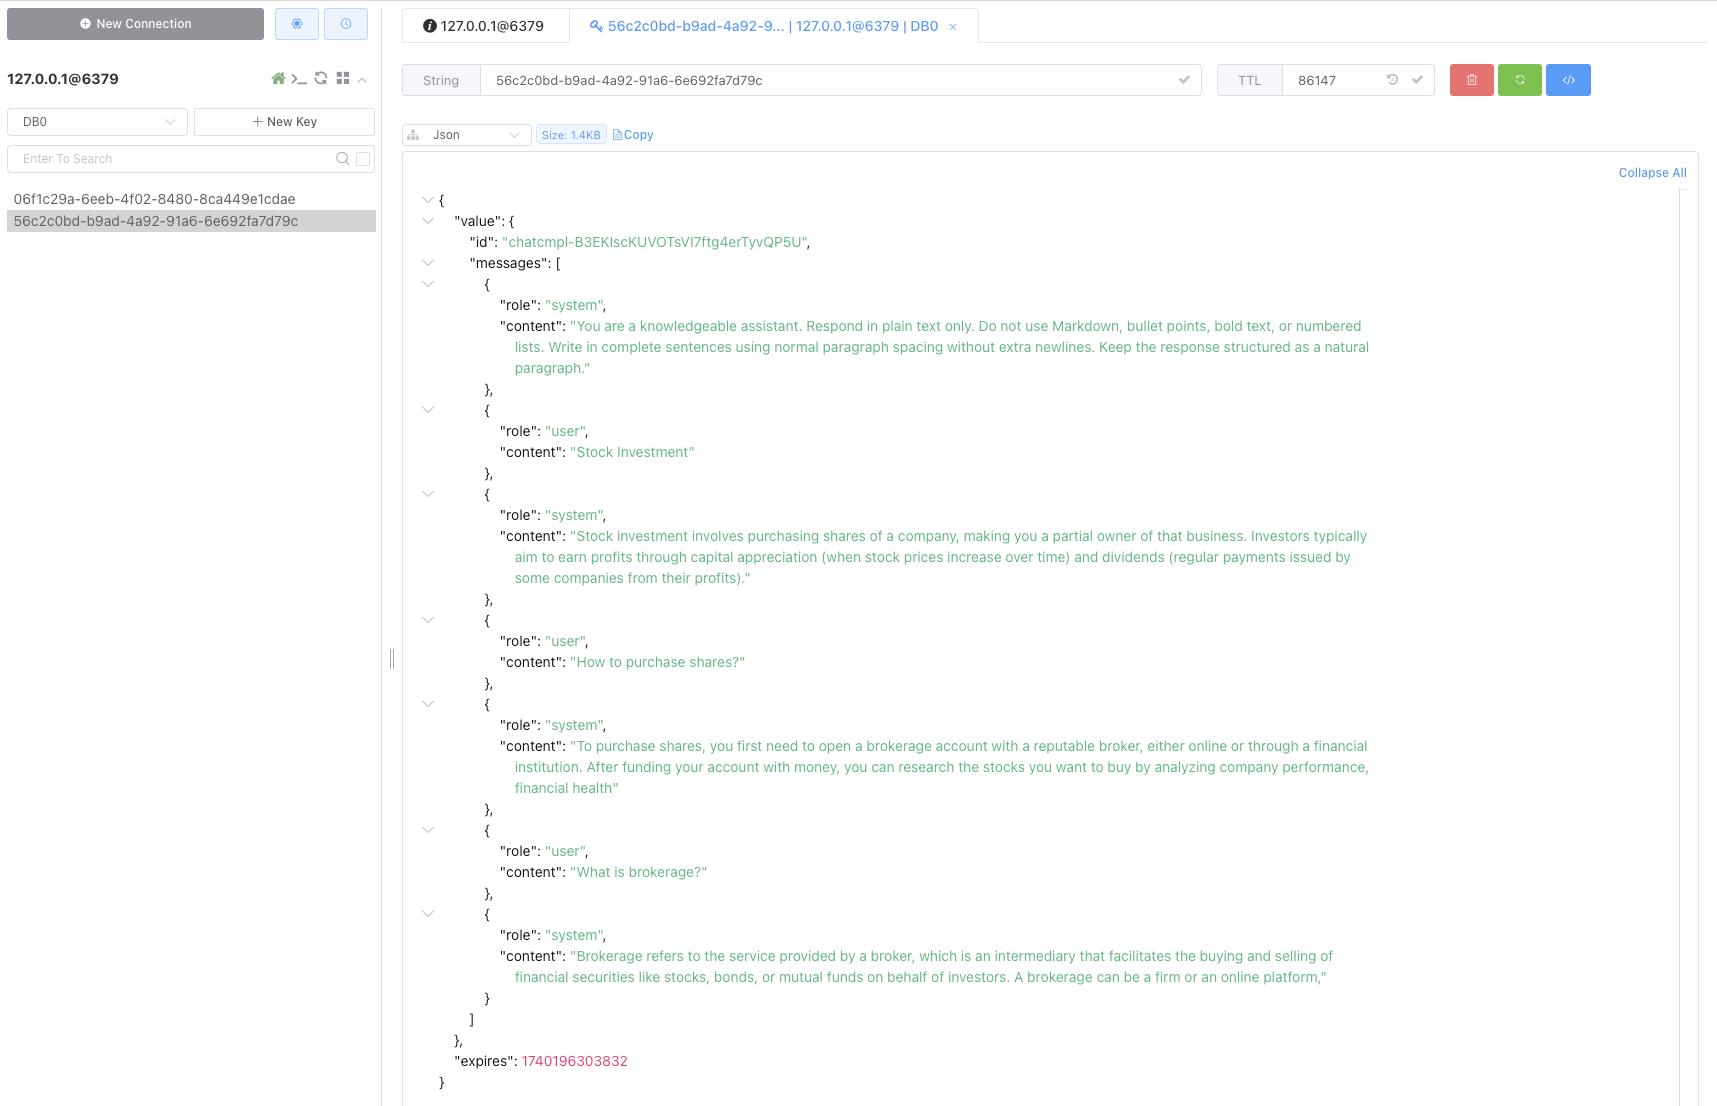 New Connection
127.0.0.1@6379
56c2c0bd-b9ad-4a92-9... | 127.0.0.1@6379 | DB0
127.0.0.1@6379
String
56c2c0bd-b9ad-4a92-91a6-6e692fa7d79c
TTL
86147
DB0
New Key
Json
Size: 1.4KB
Copy
Enter To Search
Collapse All
06f1c29a-6eeb-4f02-8480-8ca449e1cdae
56c2c0bd-b9ad-4a92-91a6-6e692fa7d79c
{
"value": {
"id": "chatcmpl-B3EKIscKUVOTsVI7ftg4erTyvQP5U",
"messages": [
{
"role": "system",
"content": "You are a knowledgeable assistant. Respond in plain text only. Do not use Markdown, bullet points, bold text, or numbered
lists. Write in complete sentences using normal paragraph spacing without extra newlines. Keep the response structured as a natural
paragraph."
},
{
"role": "user",
"content": "Stock Investment"
},
{
"role": "system",
"content": "Stock investment involves purchasing shares of a company, making you a partial owner of that business. Investors typically
aim to earn profits through capital appreciation (when stock prices increase over time) and dividends (regular payments issued by
some companies from their profits)."
},
{
"role": "user",
"content": "How to purchase shares?"
},
{
"role": "system",
"content": "To purchase shares, you first need to open a brokerage account with a reputable broker, either online or through a financial
institution. After funding your account with money, you can research the stocks you want to buy by analyzing company performance,
financial health"
},
{
"role": "user",
"content": "What is brokerage?"
},
{
"role": "system",
"content": "Brokerage refers to the service provided by a broker, which is an intermediary that facilitates the buying and selling of
financial securities like stocks, bonds, or mutual funds on behalf of investors. A brokerage can be a firm or an online platform,"
}
]
},
"expires": 1740196303832
}